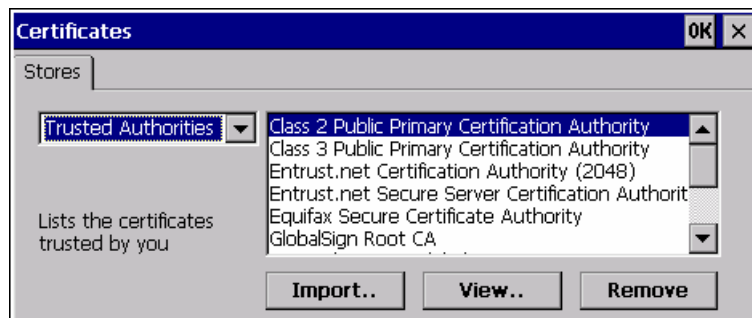 Certificates
OK
Stores
Trusted Authorities
Class 2 Public Primary Certification Authority
Class 3 Public Primary Certification Authority
Entrust.net Certification Authority (2048)
Entrust.net Secure Server Certification Authorit
Equifax Secure Certificate Authority
GlobalSign Root CA
Lists the certificates
trusted by you
Import..
View..
Remove